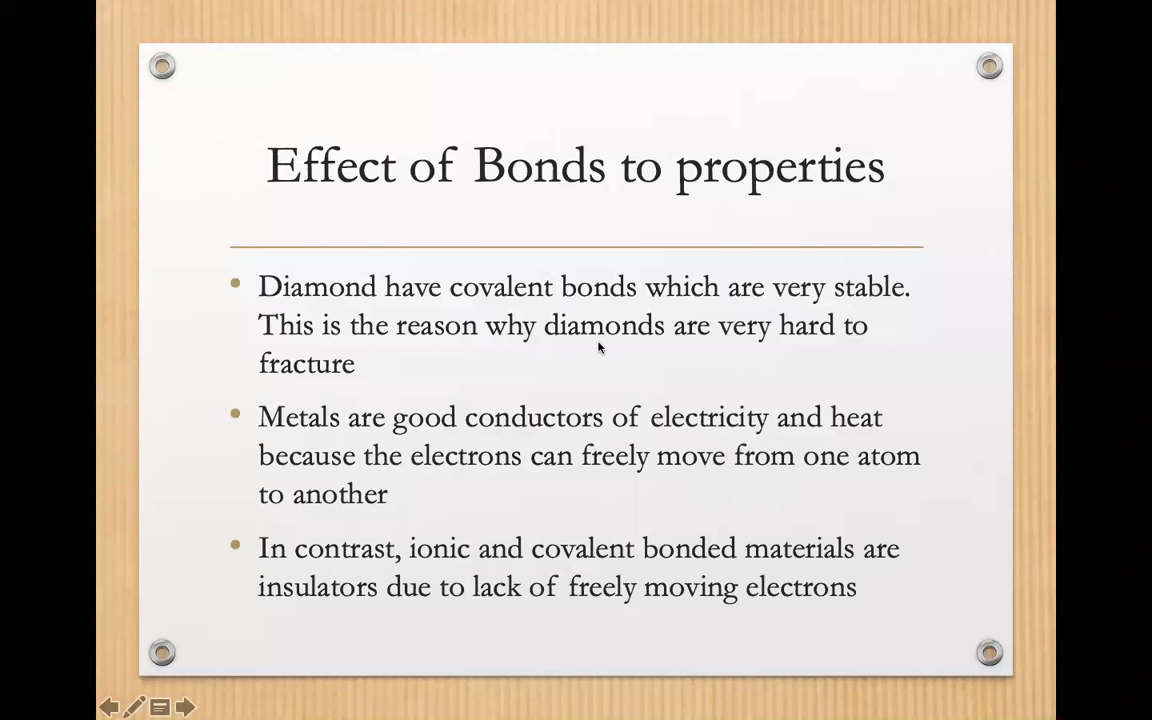 Effect of Bonds to properties
• Diamond have covalent bonds which are very stable.
This is the reason why diamonds are very hard to
fracture
• Metals are good conductors of electricity and heat
because the electrons can freely move from one atom
to another
• In contrast, ionic and covalent bonded materials are
insulators due to lack of freely moving electrons